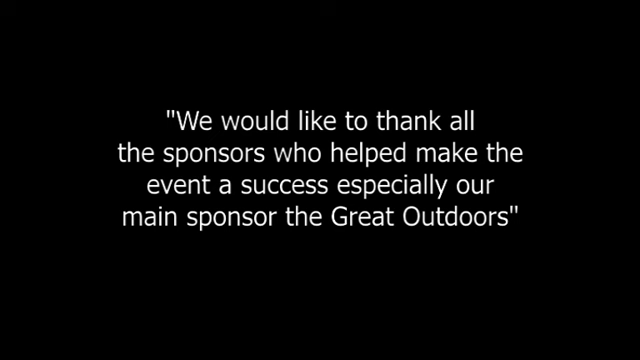 "We would like to thank all
the sponsors who helped make the
event a success especially our
main sponsor the Great Outdoors"